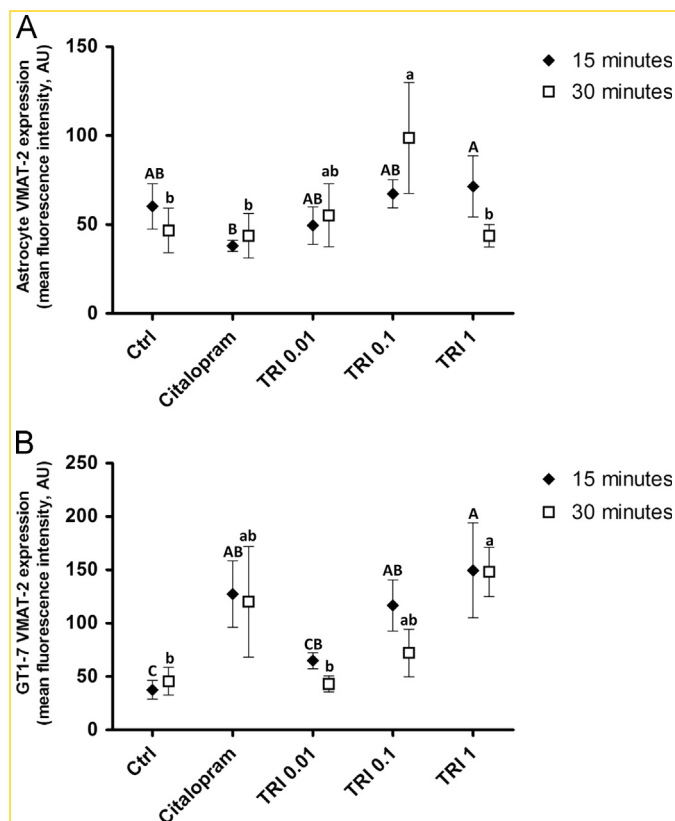 A
Astrocyte VMAT-2 expression
(mean fluorescence intensity, AU)
150
100
50
0
AB
b
B
b
AB
ab
AB
a
A
b
Ctrl
Citalopram
TRI 0.01
TRI 0.1
TRI 1
15 minutes
30 minutes
B
GT1-7 VMAT-2 expression
(mean fluorescence intensity, AU)
250
200
150
100
50
0
C
b
AB
ab
CB
b
AB
ab
A
a
Ctrl
Citalopram
TRI 0.01
TRI 0.1
TRI 1
15 minutes
30 minutes